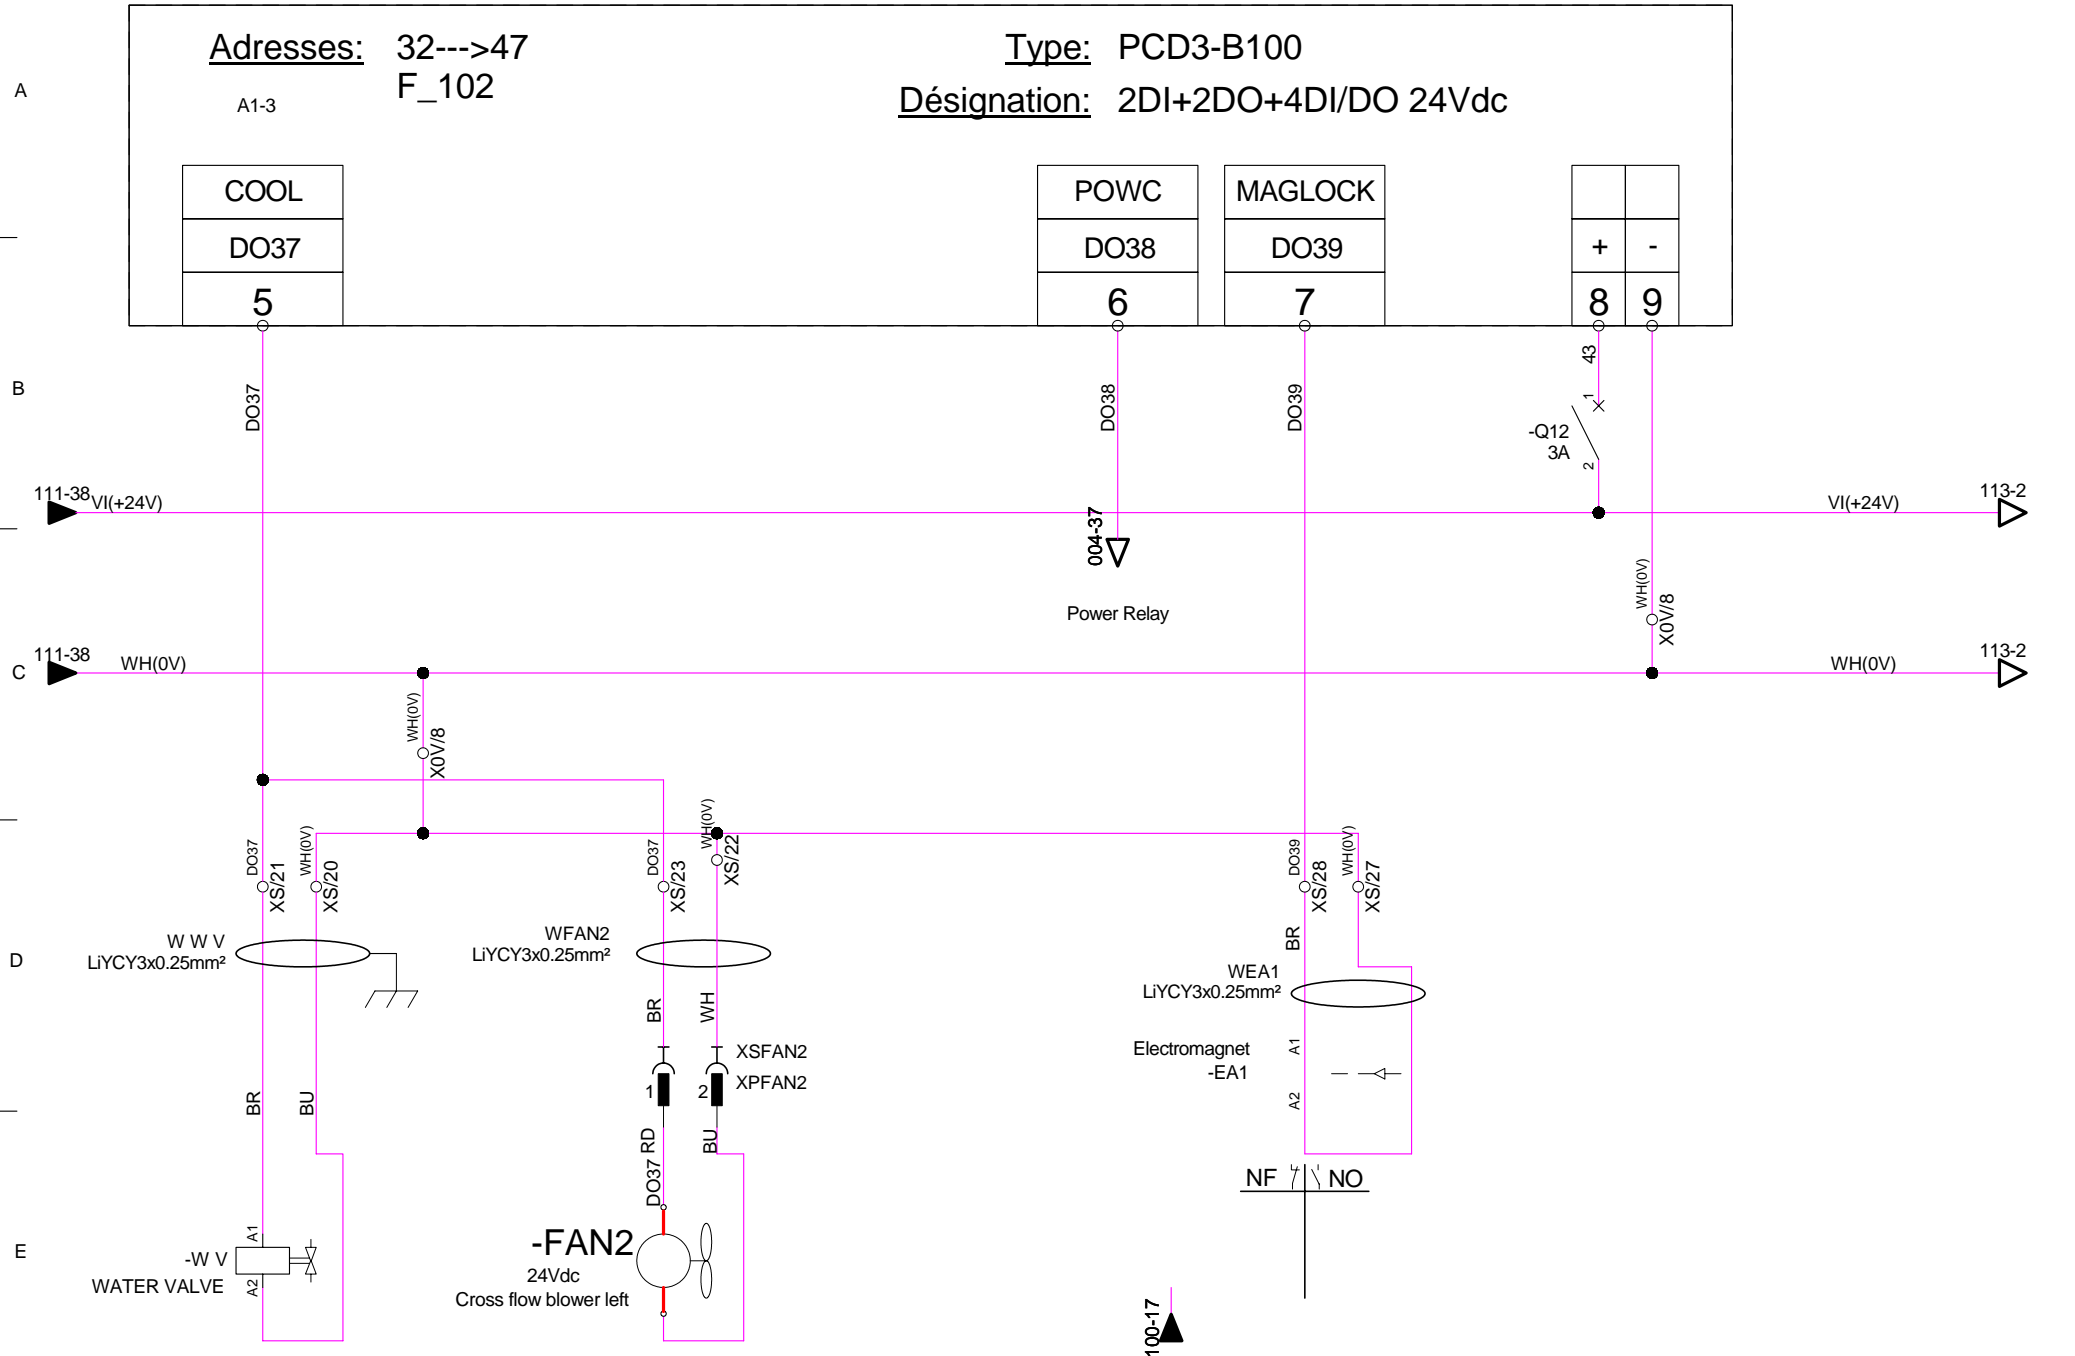 Adresses: 32--->47
F_102
A1-3
Type: PCD3-B100
Désignation: 2DI+2DO+4DI/DO 24Vdc
A
COOL
DO37
5
POWC
DO38
6
MAGLOCK
DO39
7
+ -
8 9
B
DO37
DO38
DO39
43
1
-Q12
3A
2
111-38
VI(+24V)
VI(+24V)
113-2
004-37
Power Relay
WH(0V)
X0V/8
C
111-38
WH(0V)
WH(0V)
113-2
WH(0V)
X0V/8
DO37
XS/21
WH(0V)
XS/20
DO37
XS/23
WH(0V)
XS/22
DO39
XS/28
WH(0V)
XS/27
D
W W V
LiYCY3x0.25mm²
WFAN2
LiYCY3x0.25mm²
BR
WEA1
LiYCY3x0.25mm²
BR
WH
XSFAN2
XPFAN2
1
2
Electromagnet
-EA1
A1
A2
BR
BU
DO37 RD
BU
NF NO
E
A1
-W V
WATER VALVE
A2
-FAN2
24Vdc
Cross flow blower left
100-17